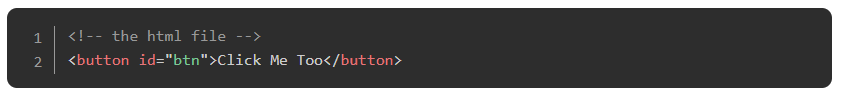 1 <!-- the html file -->
2 <button id="btn">Click Me Too</button>